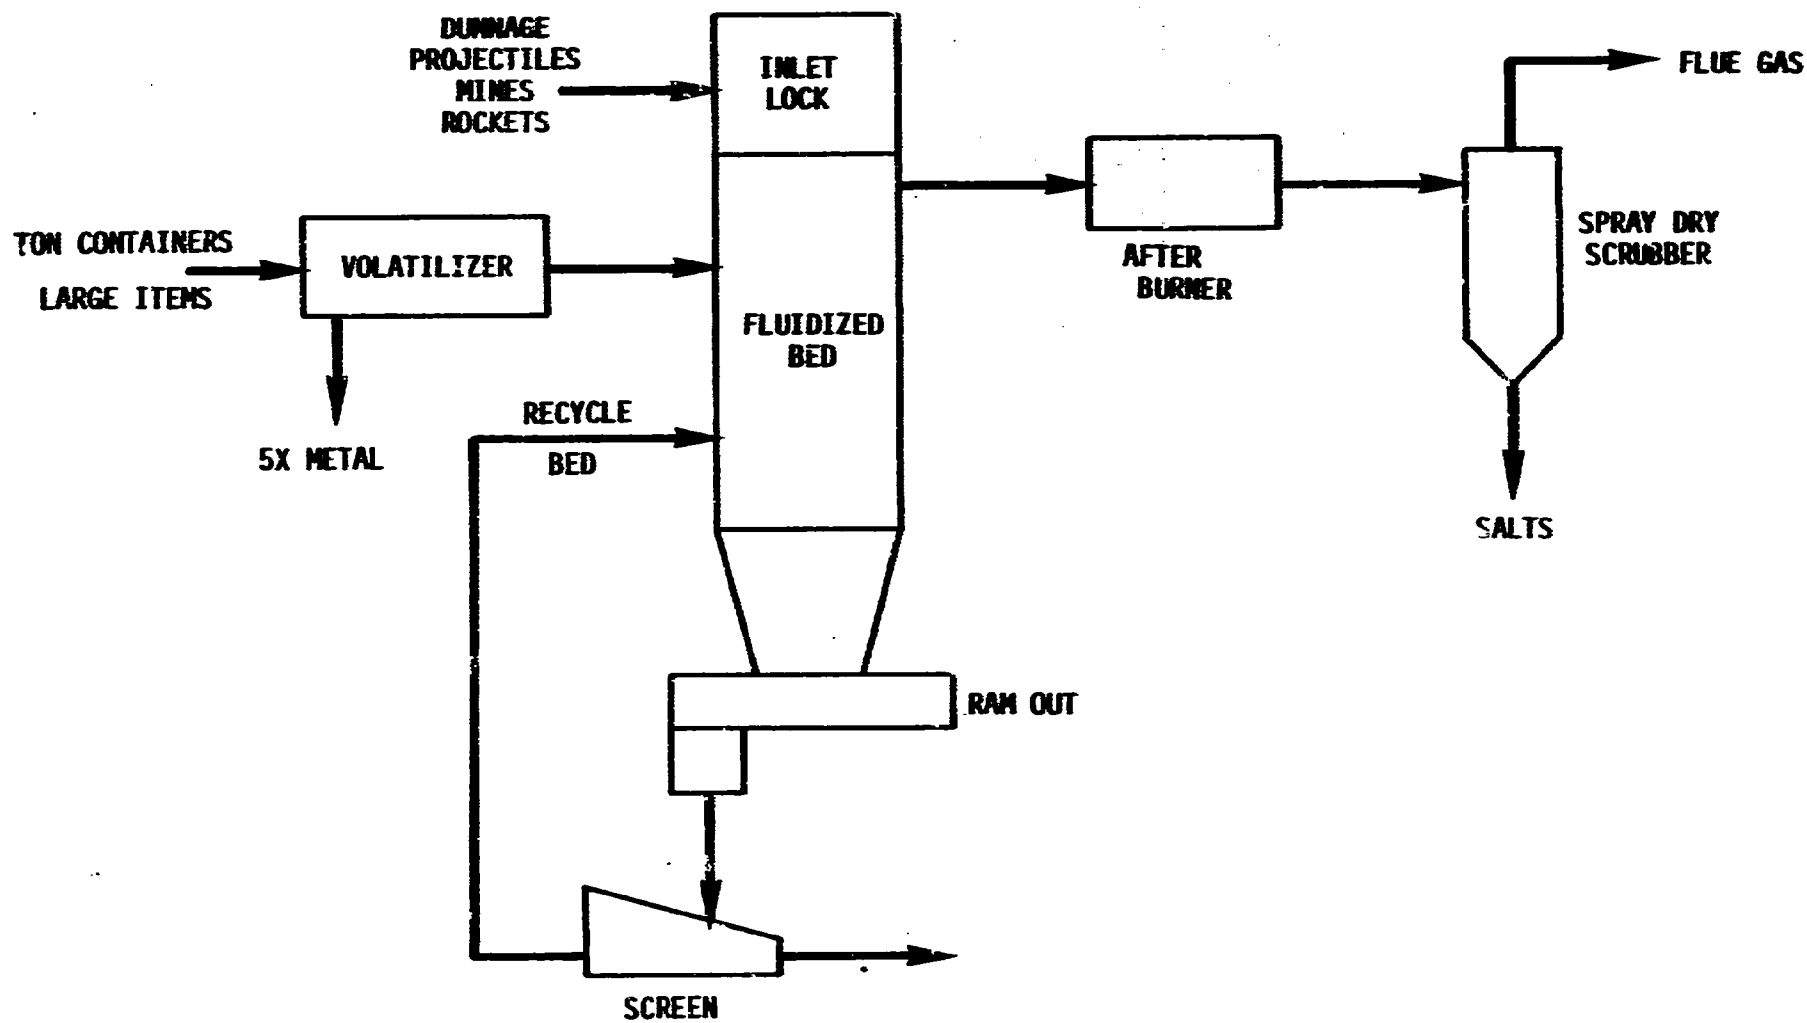 DUNNAGE
PROJECTILES
MINES
ROCKETS
INLET
LOCK
FLUE GAS
TON CONTAINERS
LARGE ITEMS
VOLATILIZER
AFTER
BURNER
SPRAY DRY
SCRUBBER
FLUIDIZED
BED
RECYCLE
BED
5X METAL
SALTS
RAM OUT
SCREEN